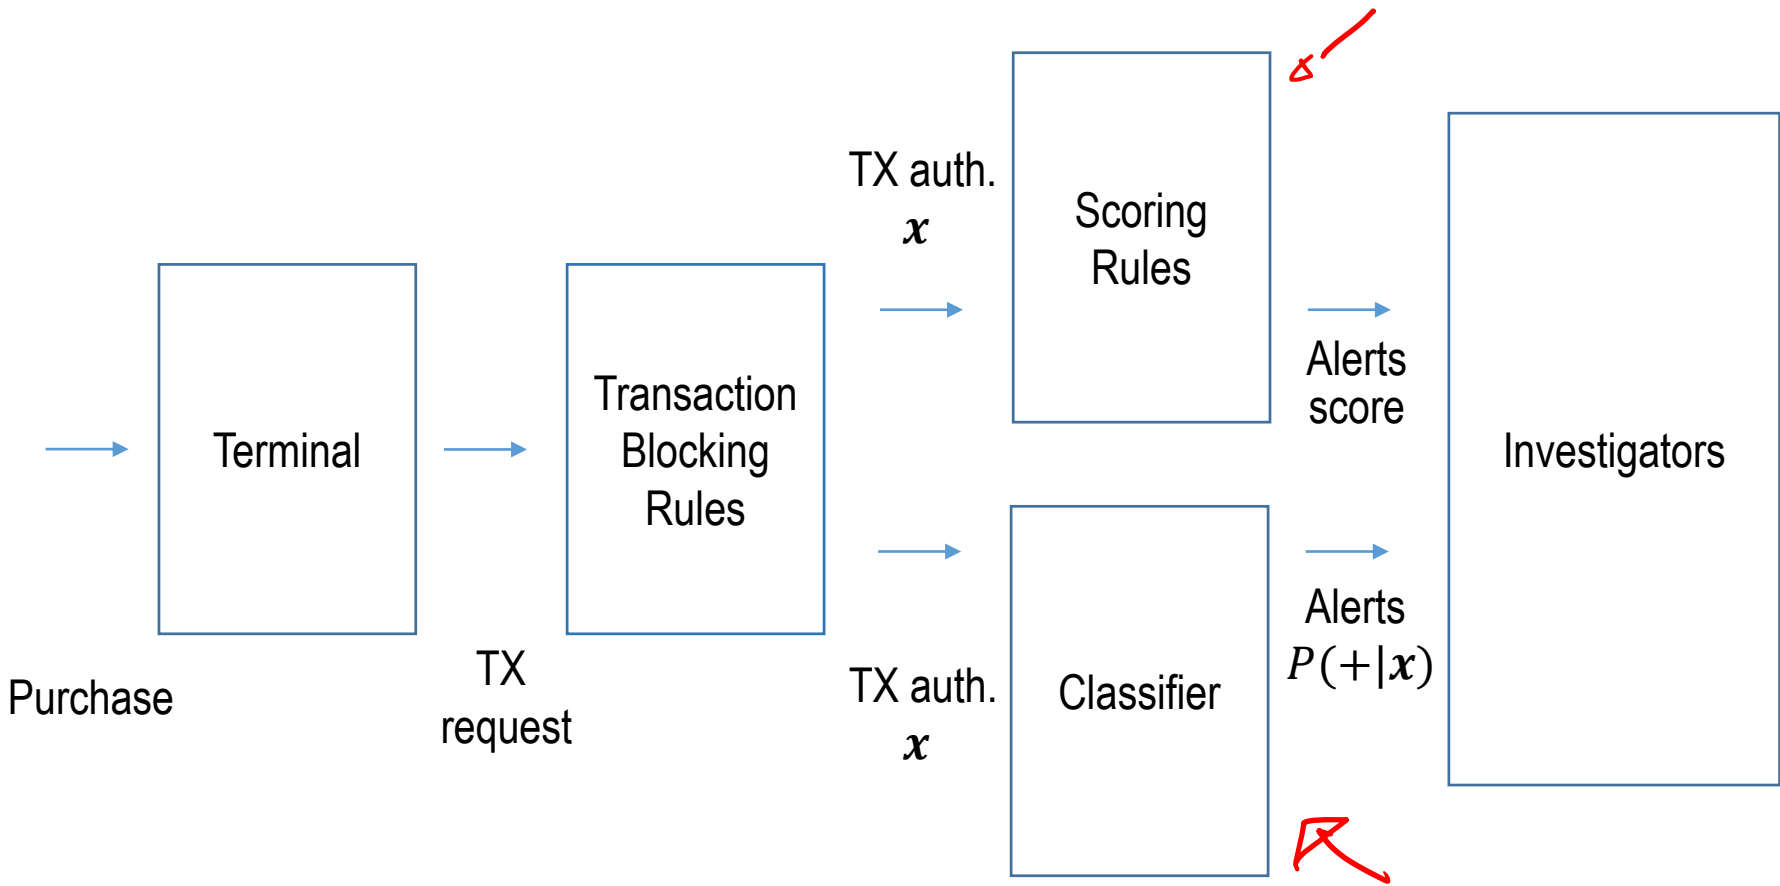 Purchase
Terminal
TX
request
Transaction
Blocking
Rules
TX auth.
x
Scoring
Rules
Alerts
score
TX auth.
x
Classifier
Alerts
P(+|x)
Investigators